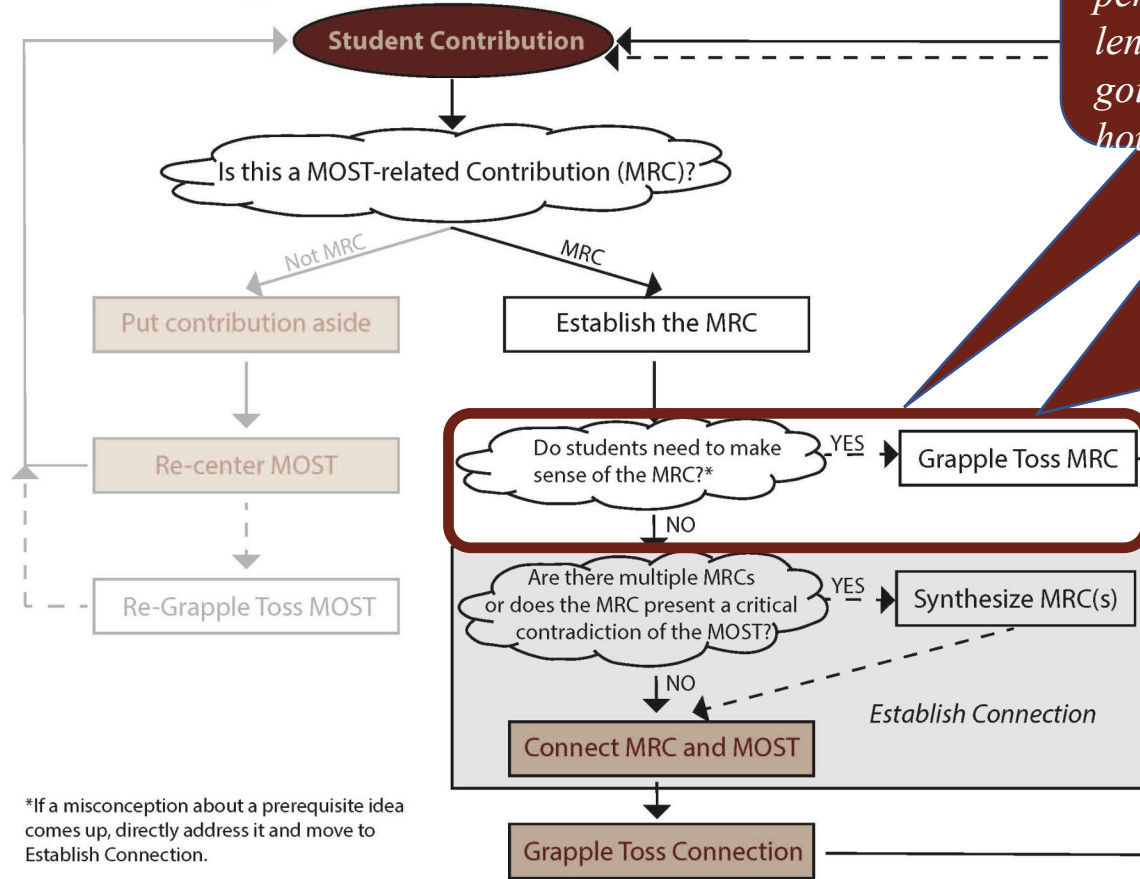 Student Contribution
Is this a MOST-related Contribution (MRC)?
Not MRC
MRC
Put contribution aside
Establish the MRC
Re-center MOST
Do students need to make
sense of the MRC?*
YES
Grapple Toss MRC
NO
Re-Grapple Toss MOST
Are there multiple MRCs
or does the MRC present a critical
contradiction of the MOST?
YES
Synthesize MRC(s)
NO
Establish Connection
Connect MRC and MOST
*If a misconception about a prerequisite idea
comes up, directly address it and move to
Establish Connection.
Grapple Toss Connection